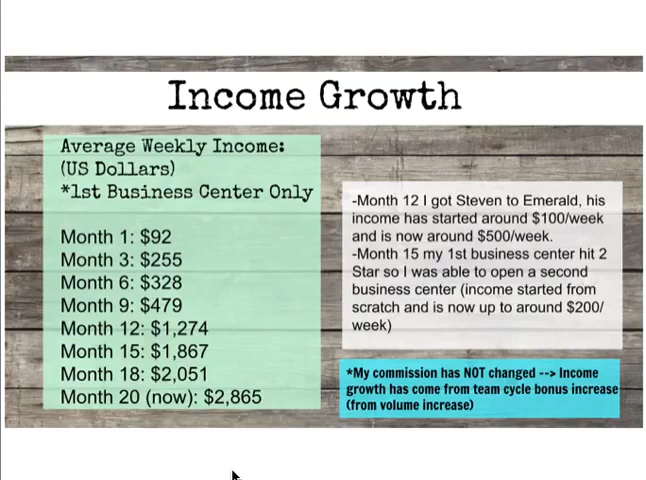 Income Growth
Average Weekly Income:
(US Dollars)
*1st Business Center Only
Month 1: $92
Month 3: $255
Month 6: $328
Month 9: $479
Month 12: $1,274
Month 15: $1,867
Month 18: $2,051
Month 20 (now): $2,865
-Month 12 I got Steven to Emerald, his
income has started around $100/week
and is now around $500/week.
-Month 15 my 1st business center hit 2
Star so I was able to open a second
business center (income started from
scratch and is now up to around $200/
week)
*My commission has NOT changed --> Income
growth has come from team cycle bonus increase
(from volume increase)